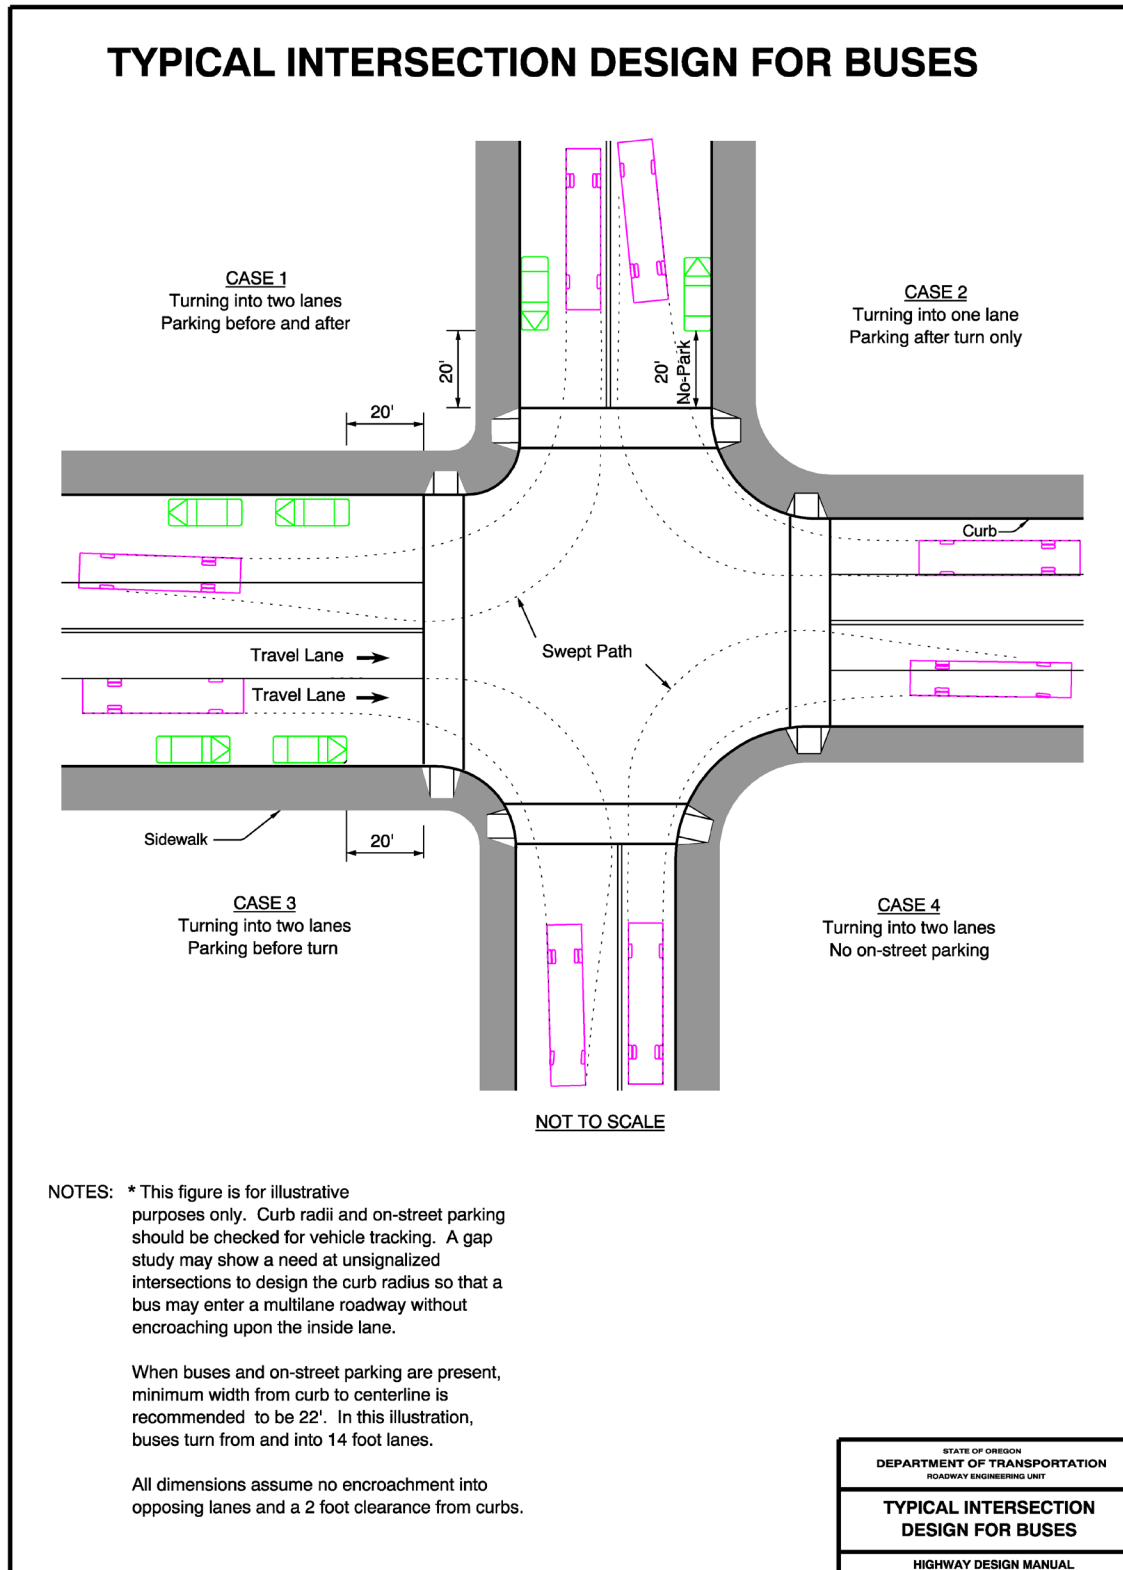 TYPICAL INTERSECTION DESIGN FOR BUSES
CASE 1
Turning into two lanes
Parking before and after
CASE 2
Turning into one lane
Parking after turn only
20'
20'
No-Park
20'
Curb
Swept Path
Travel Lane
Travel Lane
Sidewalk
20'
CASE 3
Turning into two lanes
Parking before turn
CASE 4
Turning into two lanes
No on-street parking
NOT TO SCALE
NOTES: * This figure is for illustrative
purposes only. Curb radii and on-street parking
should be checked for vehicle tracking. A gap
study may show a need at unsignalized
intersections to design the curb radius so that a
bus may enter a multilane roadway without
encroaching upon the inside lane.
When buses and on-street parking are present,
minimum width from curb to centerline is
recommended to be 22'. In this illustration,
buses turn from and into 14 foot lanes.
All dimensions assume no encroachment into
opposing lanes and a 2 foot clearance from curbs.
STATE OF OREGON
DEPARTMENT OF TRANSPORTATION
ROADWAY ENGINEERING UNIT
TYPICAL INTERSECTION
DESIGN FOR BUSES
HIGHWAY DESIGN MANUAL